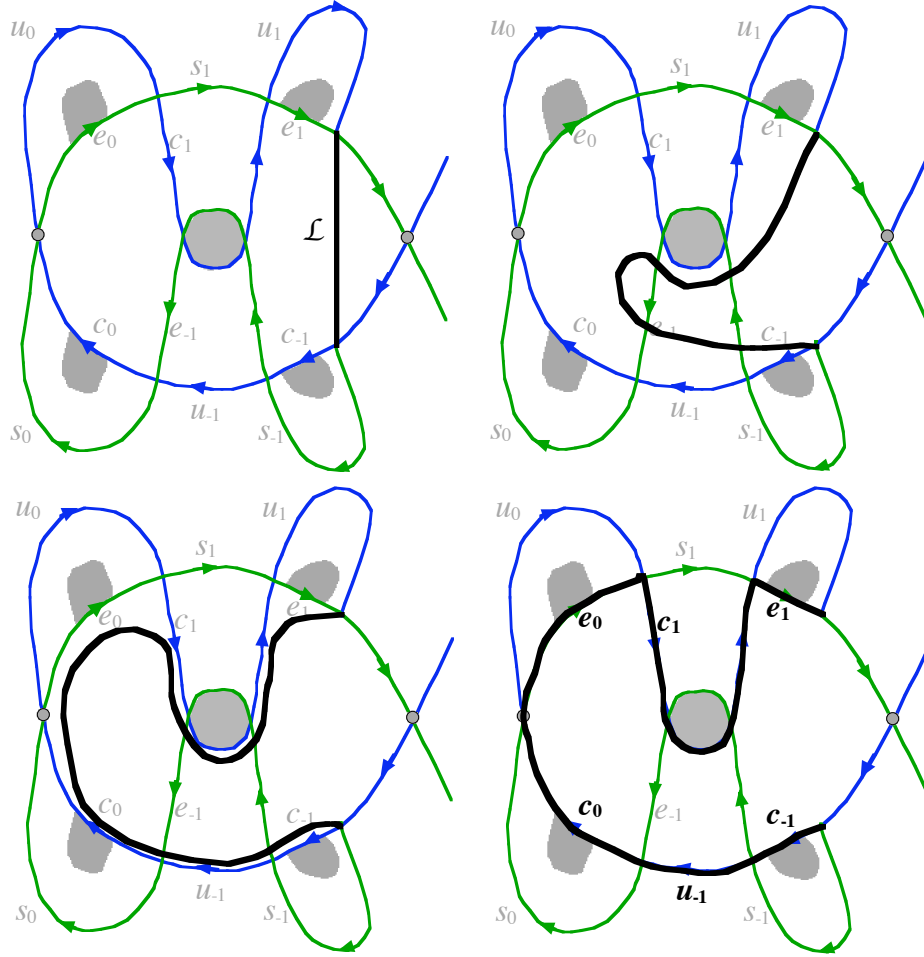 u₀ u₁ s₁ e₀ e₁ c₁ ℒ c₀ e₋₁ c₋₁ u₋₁ s₀ s₋₁
u₀ u₁ s₁ e₀ e₁ c₁ c₀ e₋₁ c₋₁ u₋₁ s₀ s₋₁
u₀ u₁ s₁ e₀ e₁ c₁ c₀ e₋₁ c₋₁ u₋₁ s₀ s₋₁
u₀ u₁ s₁ e₀ e₁ c₁ c₀ e₋₁ c₋₁ u₋₁ s₀ s₋₁